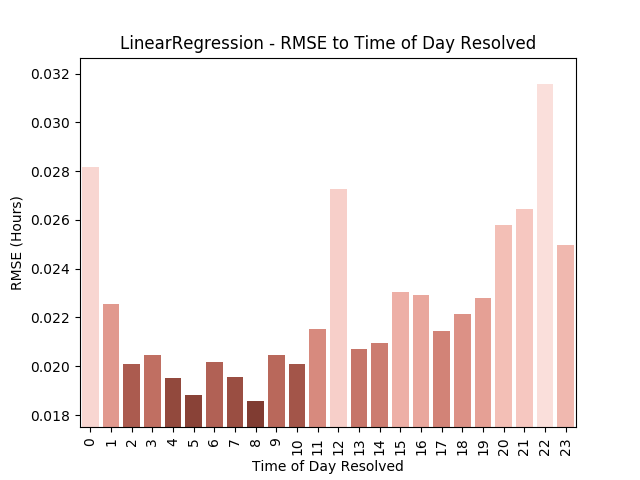 LinearRegression - RMSE to Time of Day Resolved
0.032
0.030
0.028
0.026
0.024
0.022
0.020
0.018
RMSE (Hours)
0 1 2 3 4 5 6 7 8 9 10 11 12 13 14 15 16 17 18 19 20 21 22 23
Time of Day Resolved